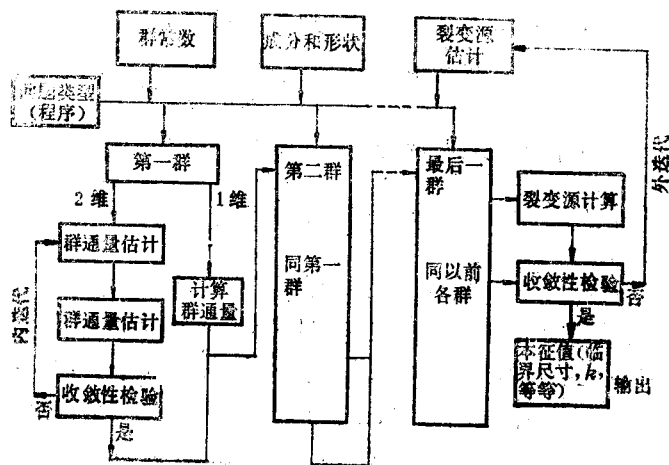 群常数
成分和形状
裂变源
估计
问题类型
(程序)
第一群
2维
1维
群通量估计
群通量估计
收敛性检验
内迭代
否
是
计算
群通量
第二群
同第一
群
最后一
群
同以前
各群
裂变源计算
收敛性检验
外迭代
否
是
本征值(临
界尺寸,k,
等等)
输出